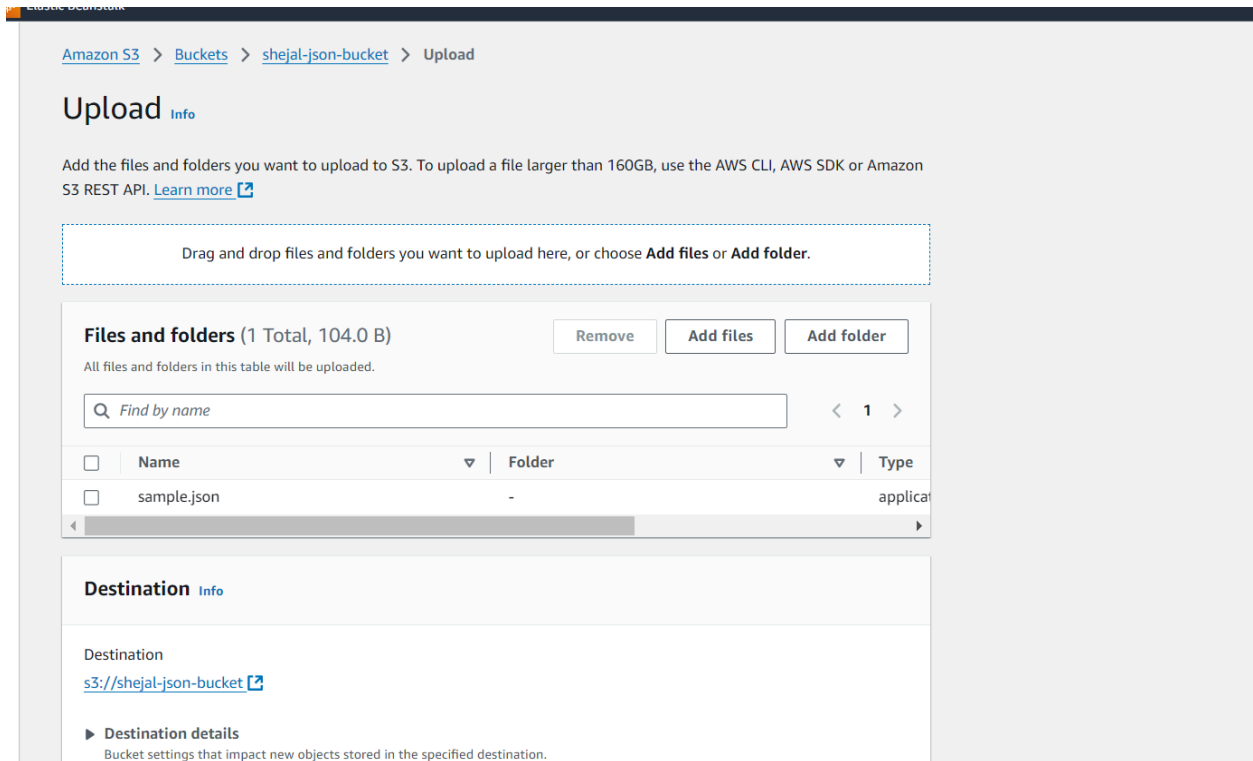 Elastic Beanstalk
Amazon S3 > Buckets > shejal-json-bucket > Upload
Upload Info
Add the files and folders you want to upload to S3. To upload a file larger than 160GB, use the AWS CLI, AWS SDK or Amazon
S3 REST API. Learn more
Drag and drop files and folders you want to upload here, or choose Add files or Add folder.
Files and folders (1 Total, 104.0 B) Remove Add files Add folder
All files and folders in this table will be uploaded.
Find by name < 1 >
Name Folder Type
sample.json - applicat
Destination Info
Destination
s3://shejal-json-bucket
Destination details
Bucket settings that impact new objects stored in the specified destination.